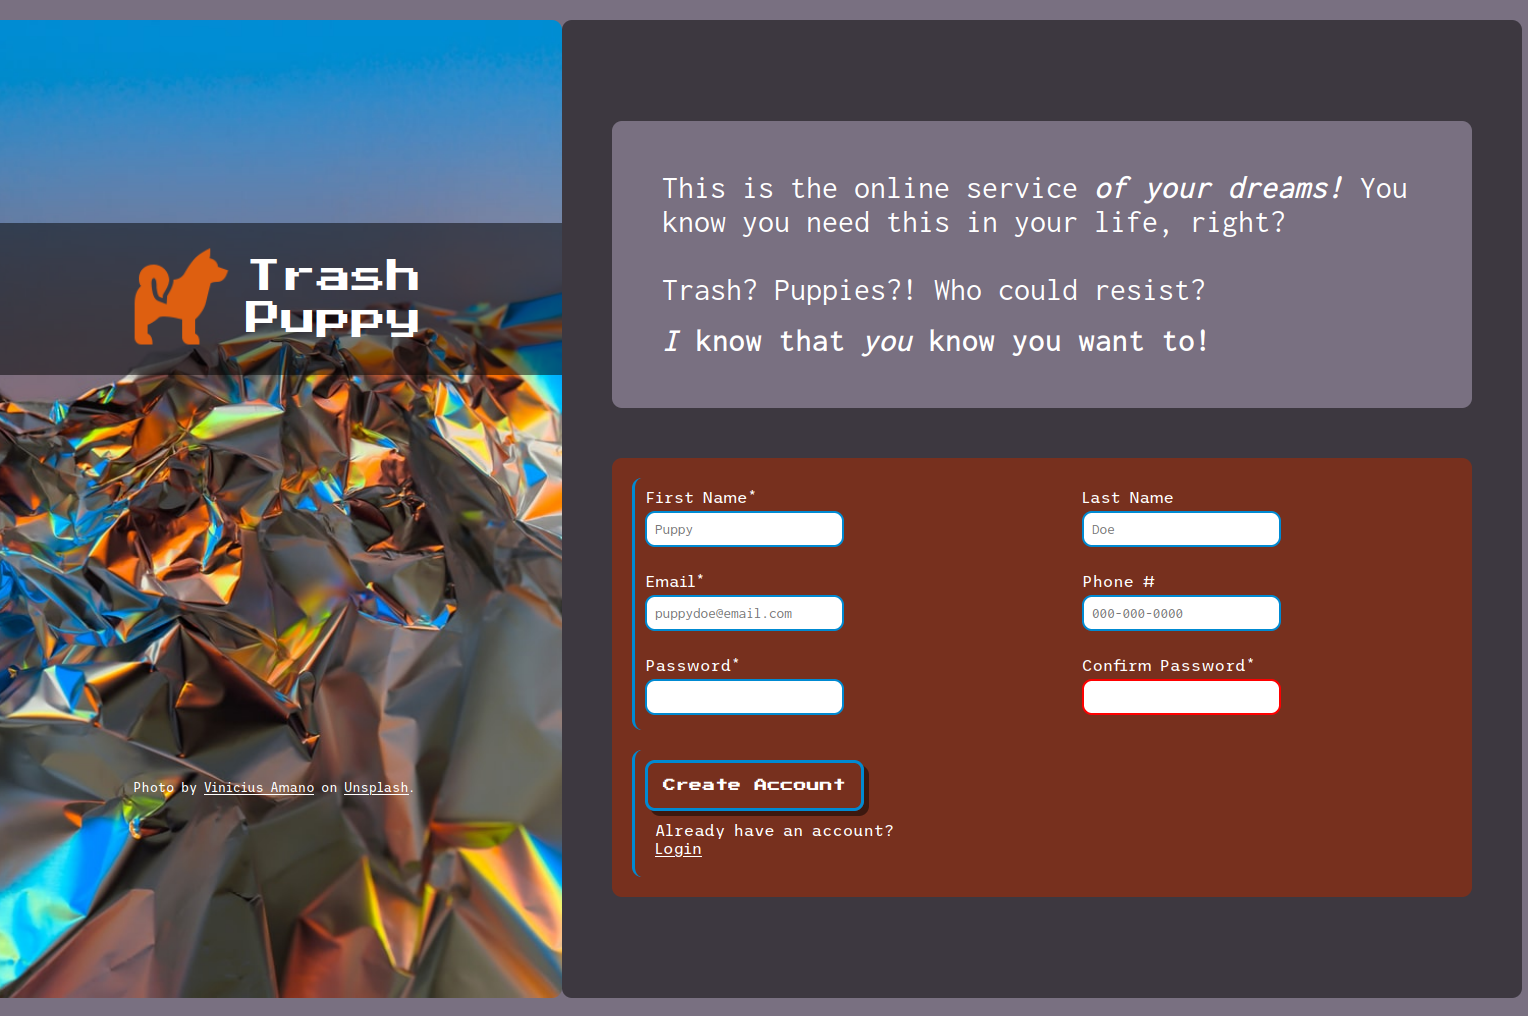 Trash
Puppy
Photo by Vinicius Amano on Unsplash.
This is the online service of your dreams! You
know you need this in your life, right?
Trash? Puppies?! Who could resist?
I know that you know you want to!
First Name*
Puppy
Last Name
Doe
Email*
puppydoe@email.com
Phone #
000-000-0000
Password*
Confirm Password*
Create Account
Already have an account?
Login